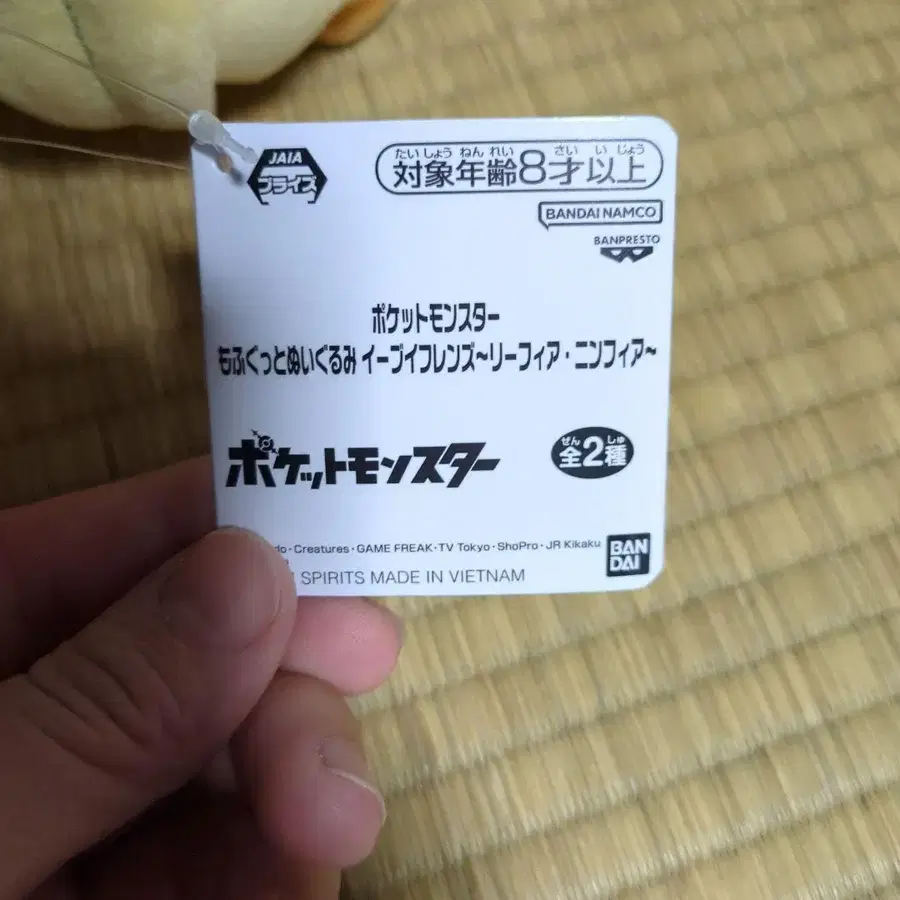 JAIA
プライズ
たいしょうねんれい さいいじょう
対象年齢8才以上
BANDAI NAMCO
BANPRESTO
ポケットモンスター
もふぐっとぬいぐるみ イーブイフレンズ~リーフィア・ニンフィア~
ポケットモンスター
ぜん しゅ
全2種
・Creatures・GAME FREAK・TV Tokyo・ShoPro・JR Kikaku
SPIRITS MADE IN VIETNAM
BAN
DAI